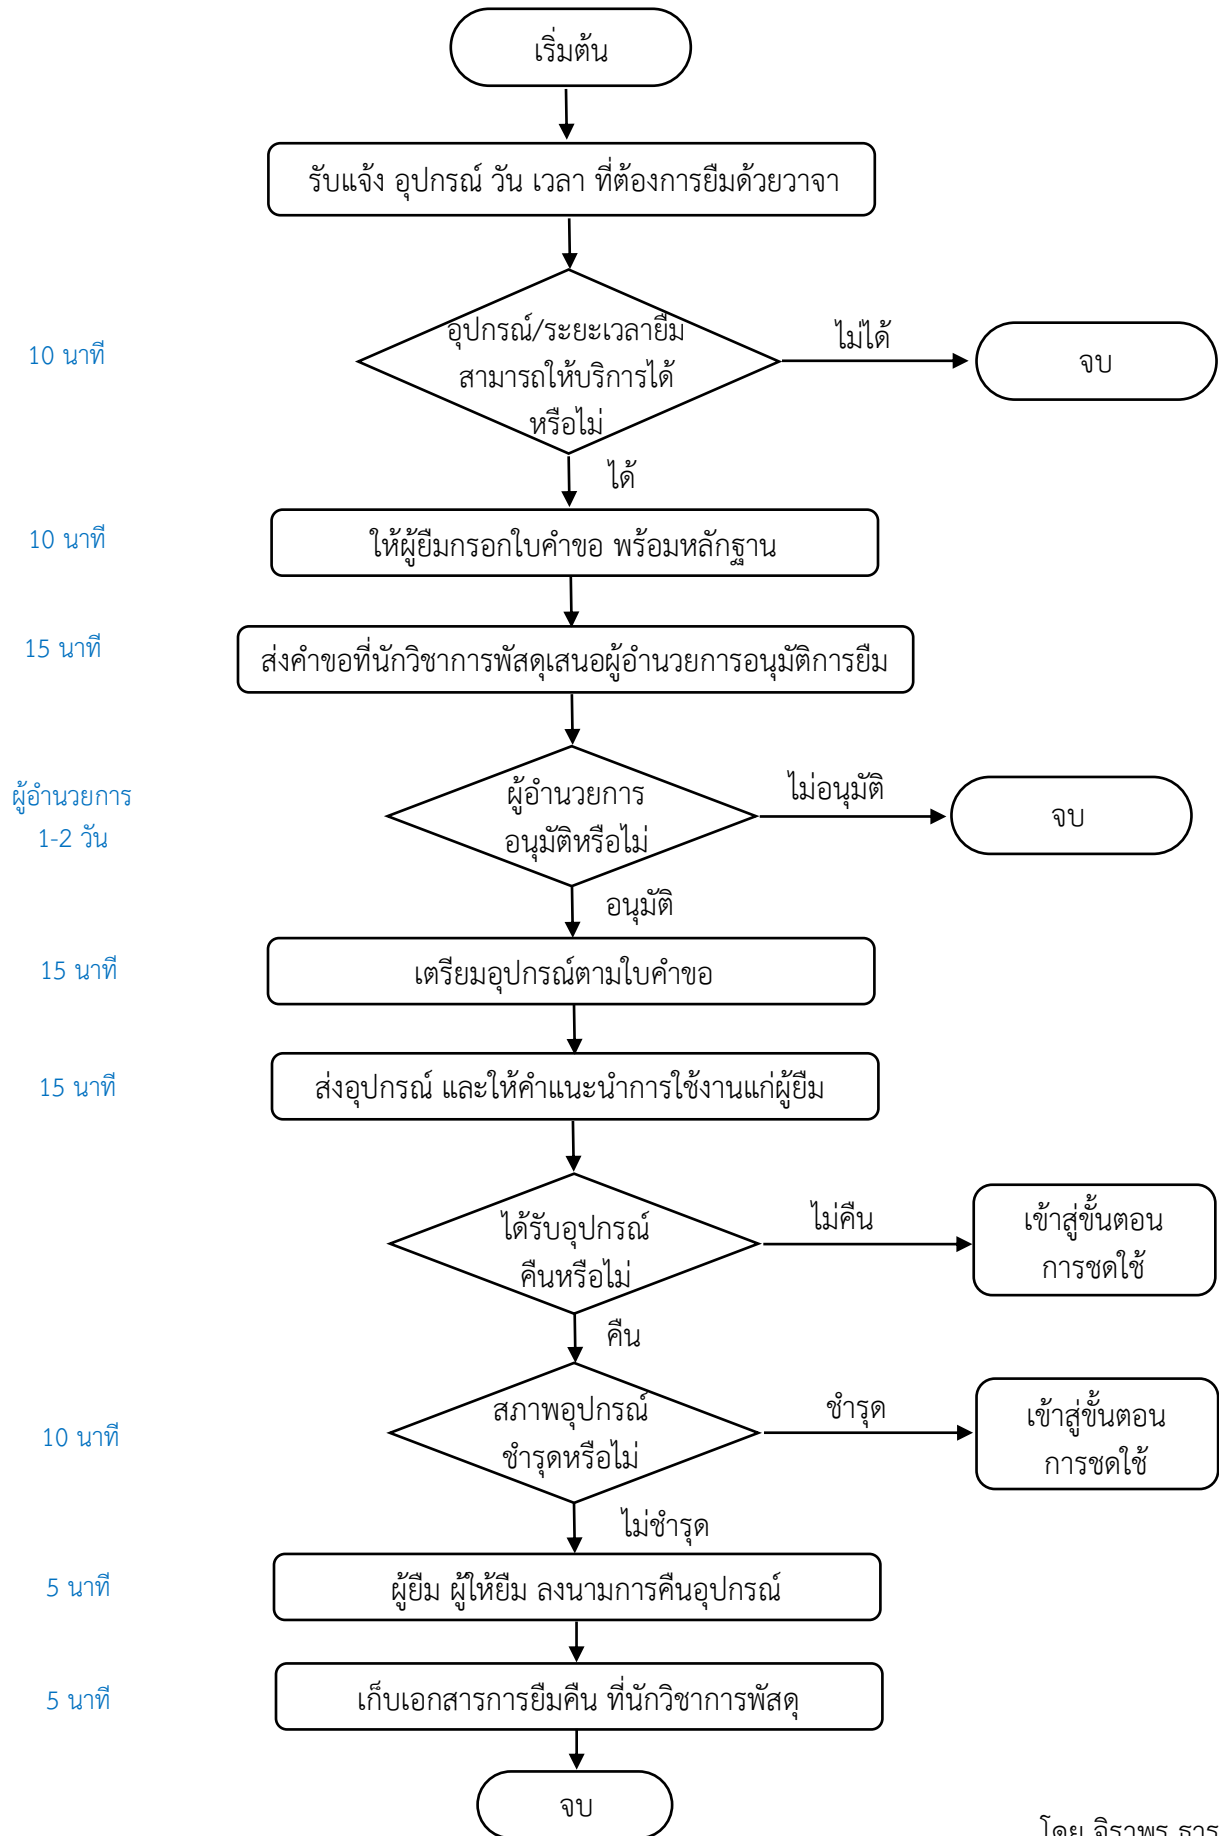 เริ่มต้น
รับแจ้ง อุปกรณ์ วัน เวลา ที่ต้องการยืมด้วยวาจา
10 นาที
อุปกรณ์/ระยะเวลายืม
สามารถให้บริการได้
หรือไม่
ไม่ได้
จบ
ได้
10 นาที
ให้ผู้ยืมกรอกใบคำขอ พร้อมหลักฐาน
15 นาที
ส่งคำขอที่นักวิชาการพัสดุเสนอผู้อำนวยการอนุมัติการยืม
ผู้อำนวยการ
1-2 วัน
ผู้อำนวยการ
อนุมัติหรือไม่
ไม่อนุมัติ
จบ
อนุมัติ
15 นาที
เตรียมอุปกรณ์ตามใบคำขอ
15 นาที
ส่งอุปกรณ์ และให้คำแนะนำการใช้งานแก่ผู้ยืม
ได้รับอุปกรณ์
คืนหรือไม่
ไม่คืน
เข้าสู่ขั้นตอน
การชดใช้
คืน
10 นาที
สภาพอุปกรณ์
ชำรุดหรือไม่
ชำรุด
เข้าสู่ขั้นตอน
การชดใช้
ไม่ชำรุด
5 นาที
ผู้ยืม ผู้ให้ยืม ลงนามการคืนอุปกรณ์
5 นาที
เก็บเอกสารการยืมคืน ที่นักวิชาการพัสดุ
จบ
โดย